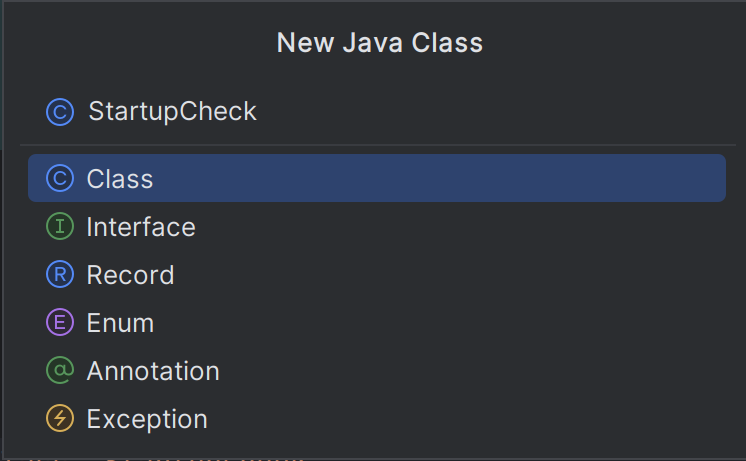 New Java Class
C StartupCheck
C Class
I Interface
R Record
E Enum
@ Annotation
Exception